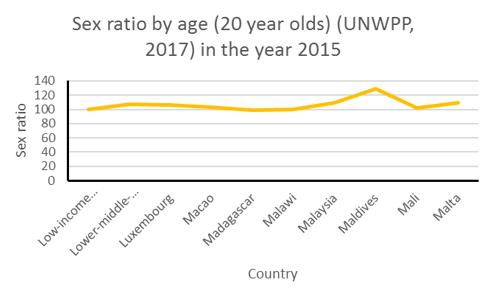 Sex ratio by age (20 year olds) (UNWPP,
2017) in the year 2015
140
120
100
80
60
40
20
0
Sex ratio
Low-income...
Lower-middle-...
Luxembourg
Macao
Madagascar
Malawi
Malaysia
Maldives
Mali
Malta
Country